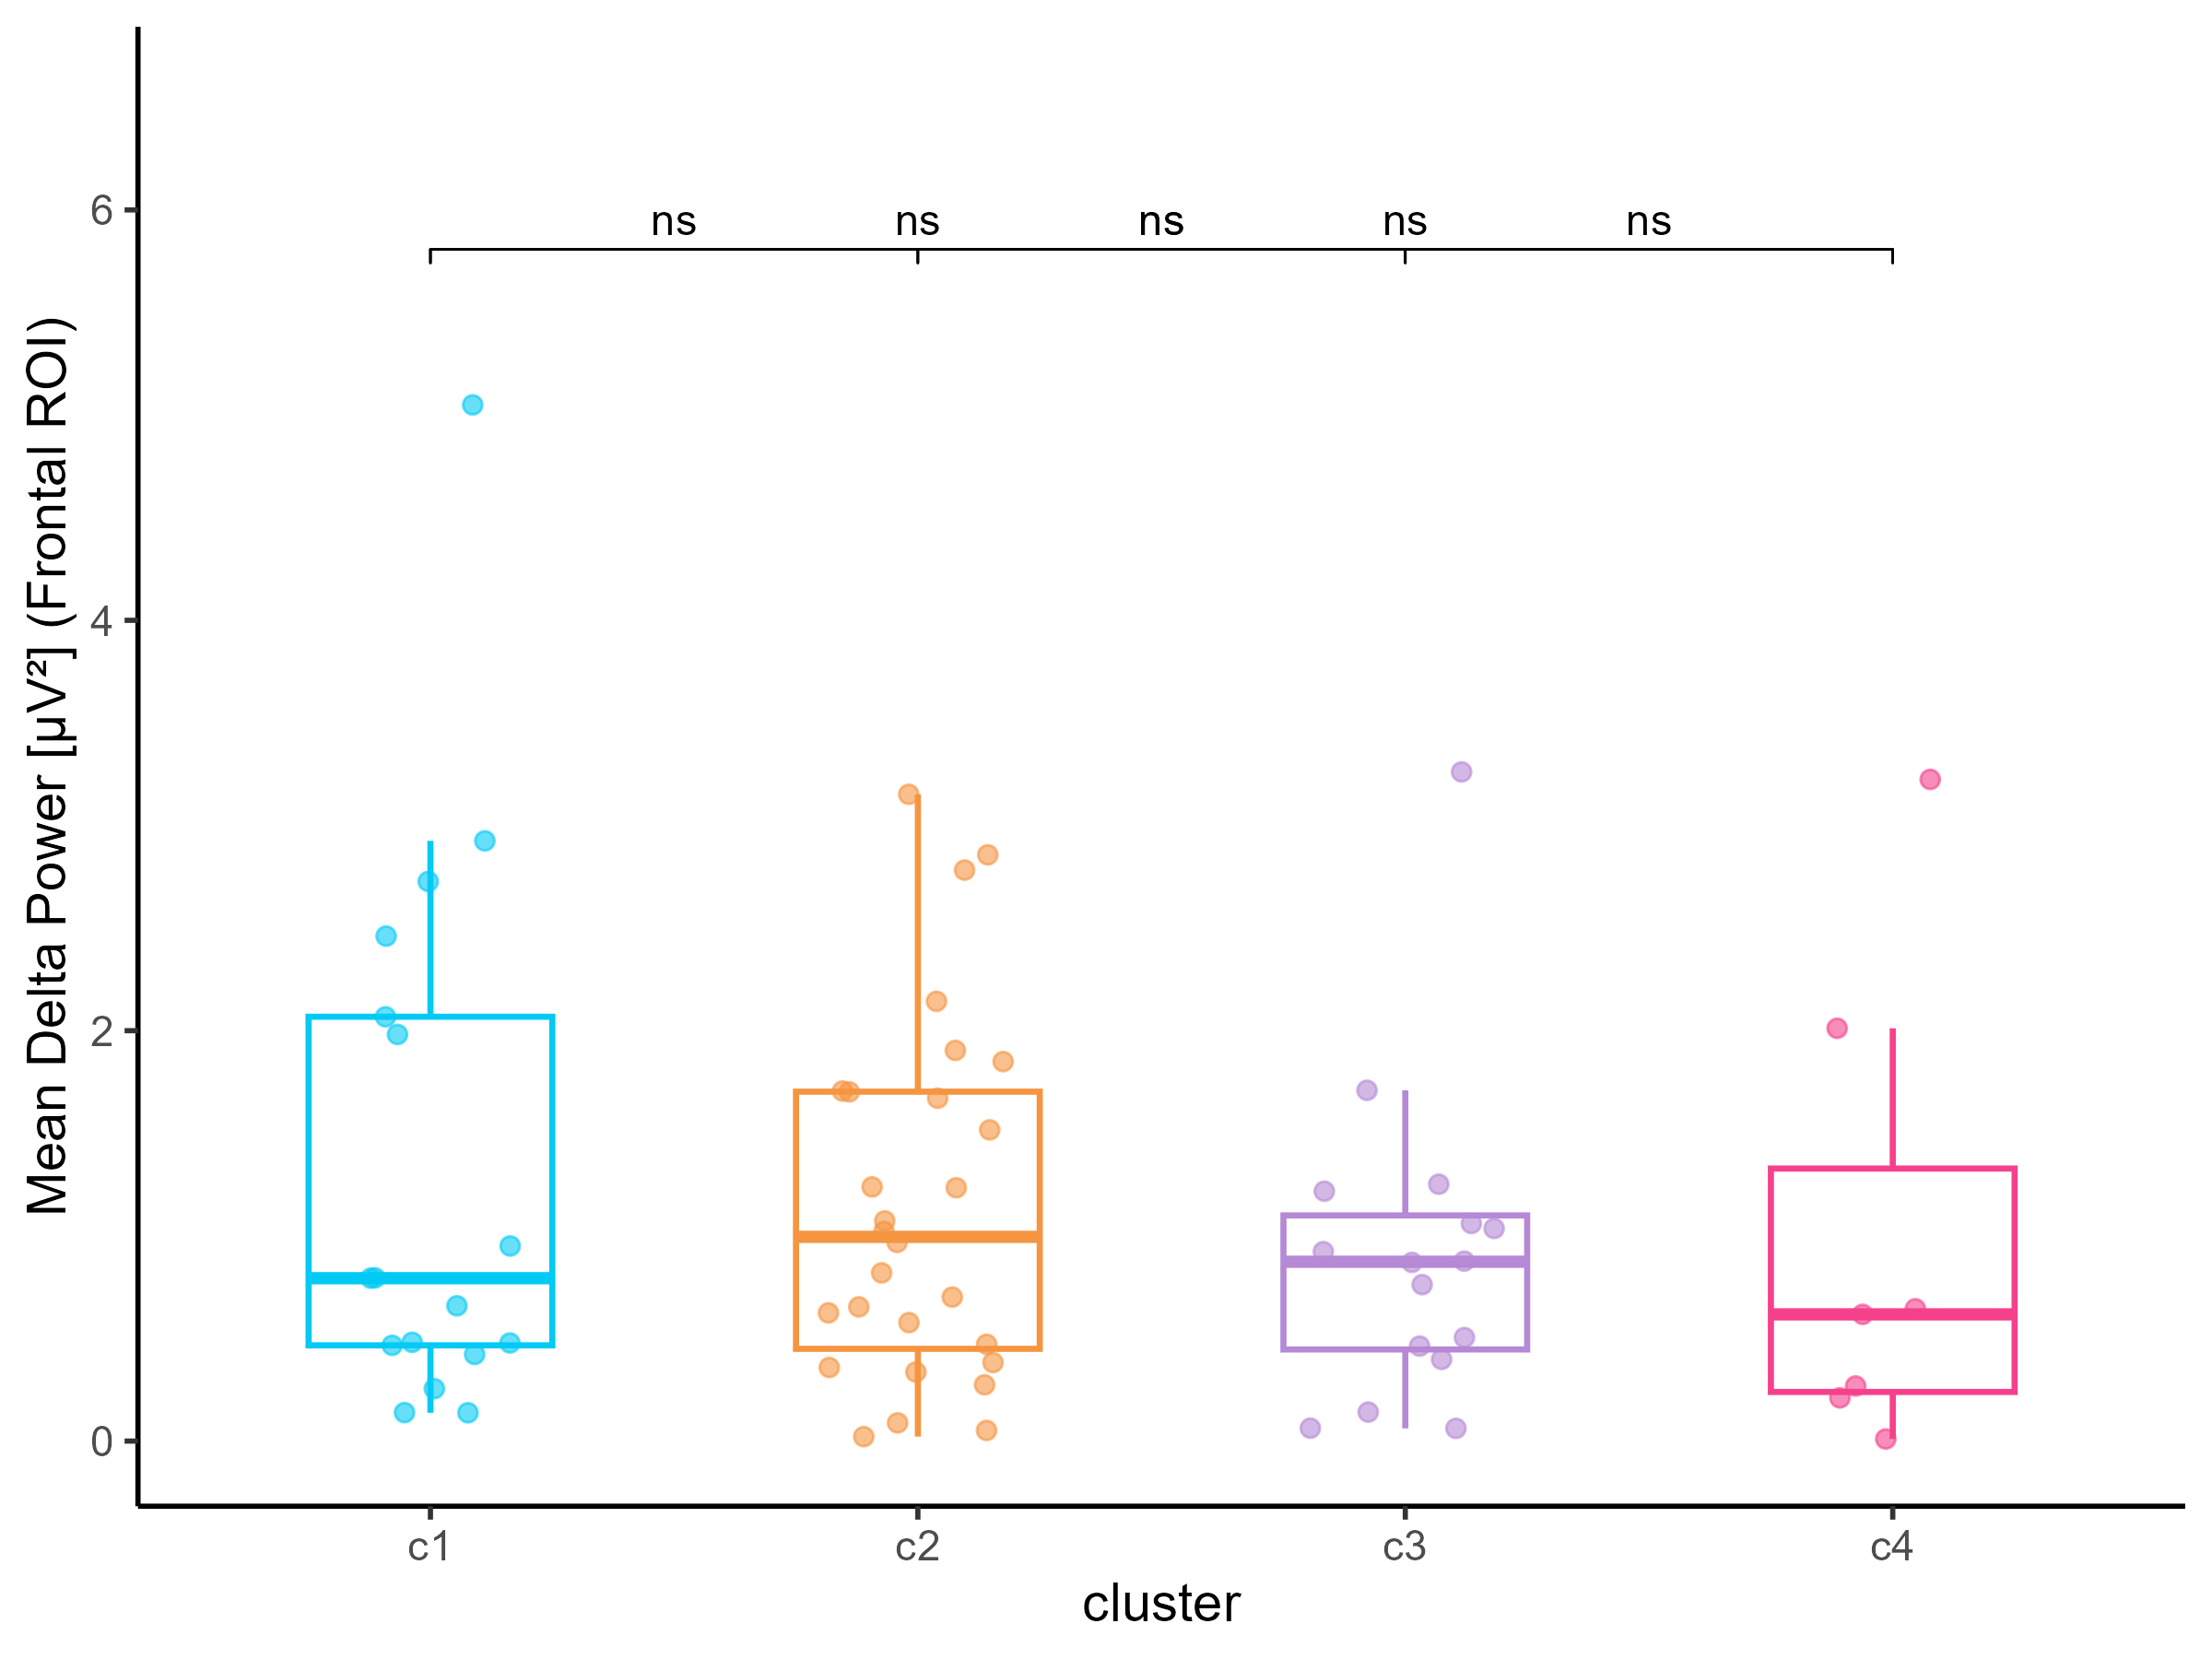 Mean Delta Power [µV²] (Frontal ROI)
6
4
2
0
ns ns ns ns ns
c1 c2 c3 c4
cluster